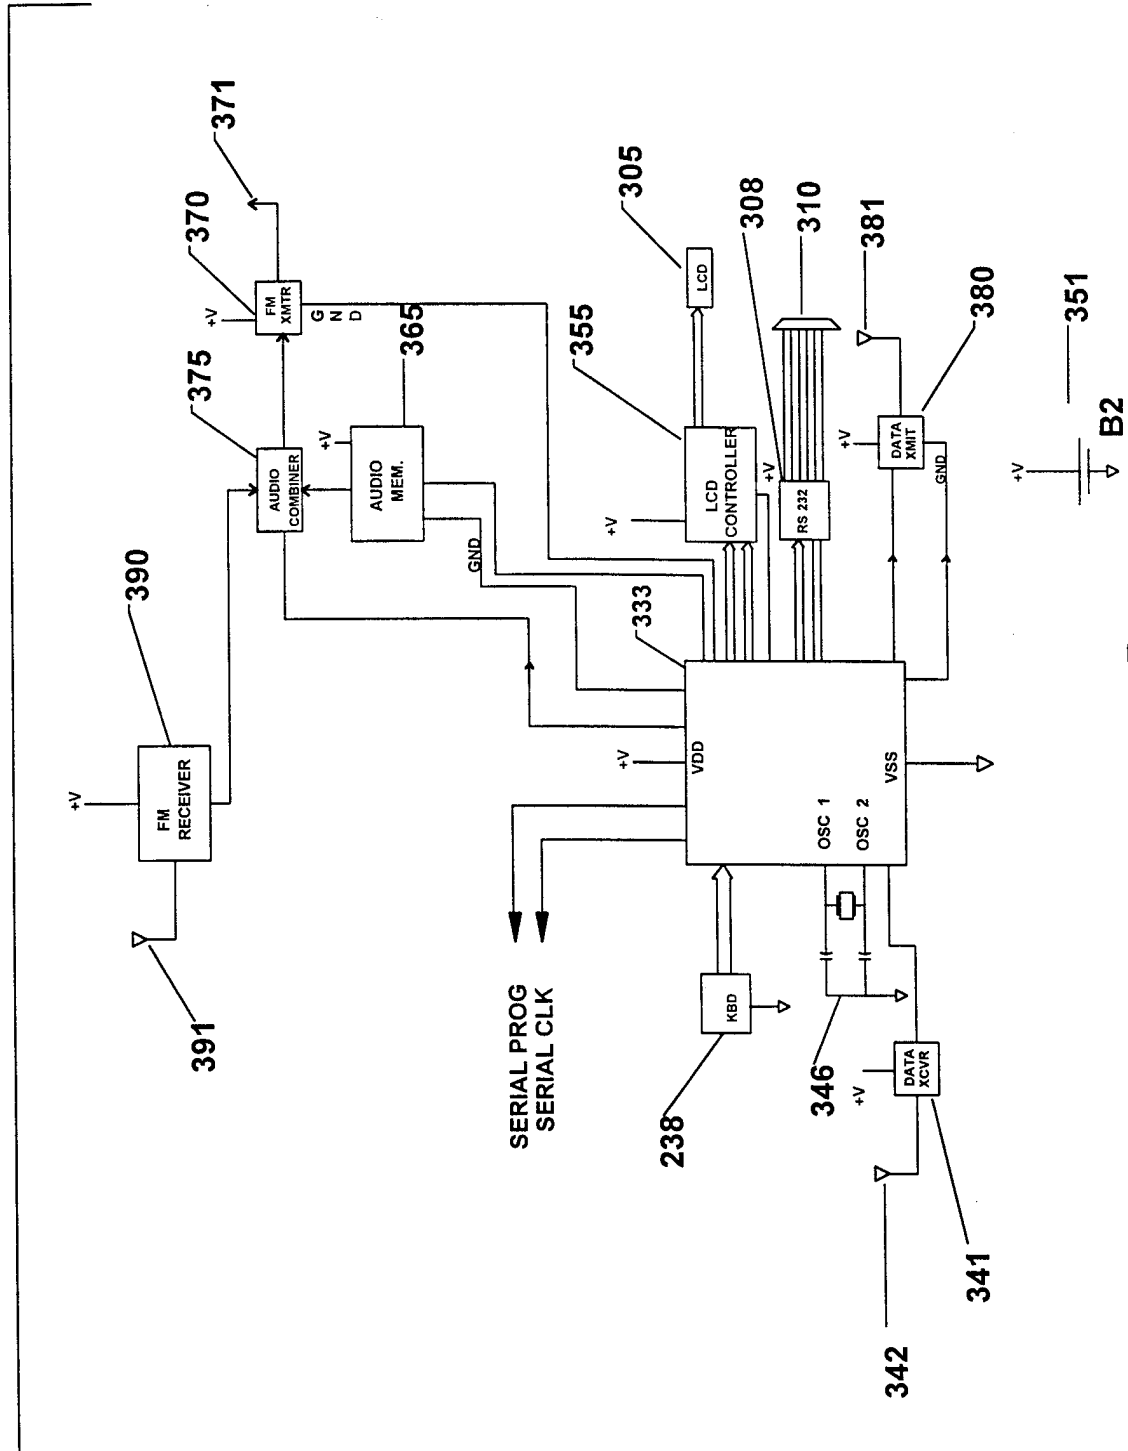 371
370
+V
FM
XMTR
G
N
D
375
AUDIO
COMBINER
365
+V
AUDIO
MEM.
GND
390
+V
FM
RECEIVER
391
SERIAL PROG
SERIAL CLK
305
LCD
355
+V
LCD
CONTROLLER
308
310
+V
RS 232
333
+V
VDD
VSS
OSC 1
OSC 2
KBD
238
346
+V
DATA
XCVR
341
342
381
380
+V
DATA
XMIT
GND
351
+V
B2